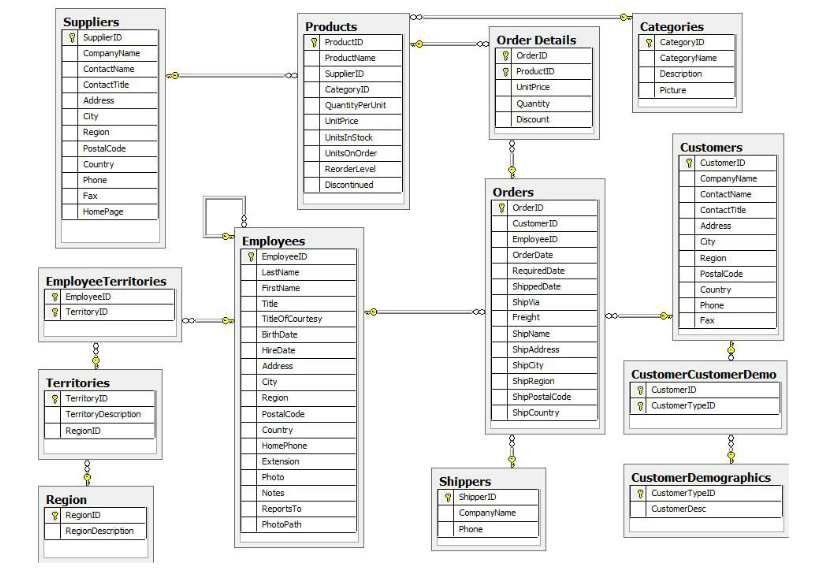 Suppliers
SupplierID
CompanyName
ContactName
ContactTitle
Address
City
Region
PostalCode
Country
Phone
Fax
HomePage
Products
ProductID
ProductName
SupplierID
CategoryID
QuantityPerUnit
UnitPrice
UnitsInStock
UnitsOnOrder
ReorderLevel
Discontinued
Order Details
OrderID
ProductID
UnitPrice
Quantity
Discount
Categories
CategoryID
CategoryName
Description
Picture
Customers
CustomerID
CompanyName
ContactName
ContactTitle
Address
City
Region
PostalCode
Country
Phone
Fax
Orders
OrderID
CustomerID
EmployeeID
OrderDate
RequiredDate
ShippedDate
ShipVia
Freight
ShipName
ShipAddress
ShipCity
ShipRegion
ShipPostalCode
ShipCountry
Employees
EmployeeID
LastName
FirstName
Title
TitleOfCourtesy
BirthDate
HireDate
Address
City
Region
PostalCode
Country
HomePhone
Extension
Photo
Notes
ReportsTo
PhotoPath
EmployeeTerritories
EmployeeID
TerritoryID
Territories
TerritoryID
TerritoryDescription
RegionID
Region
RegionID
RegionDescription
Shippers
ShipperID
CompanyName
Phone
CustomerCustomerDemo
CustomerID
CustomerTypeID
CustomerDemographics
CustomerTypeID
CustomerDesc